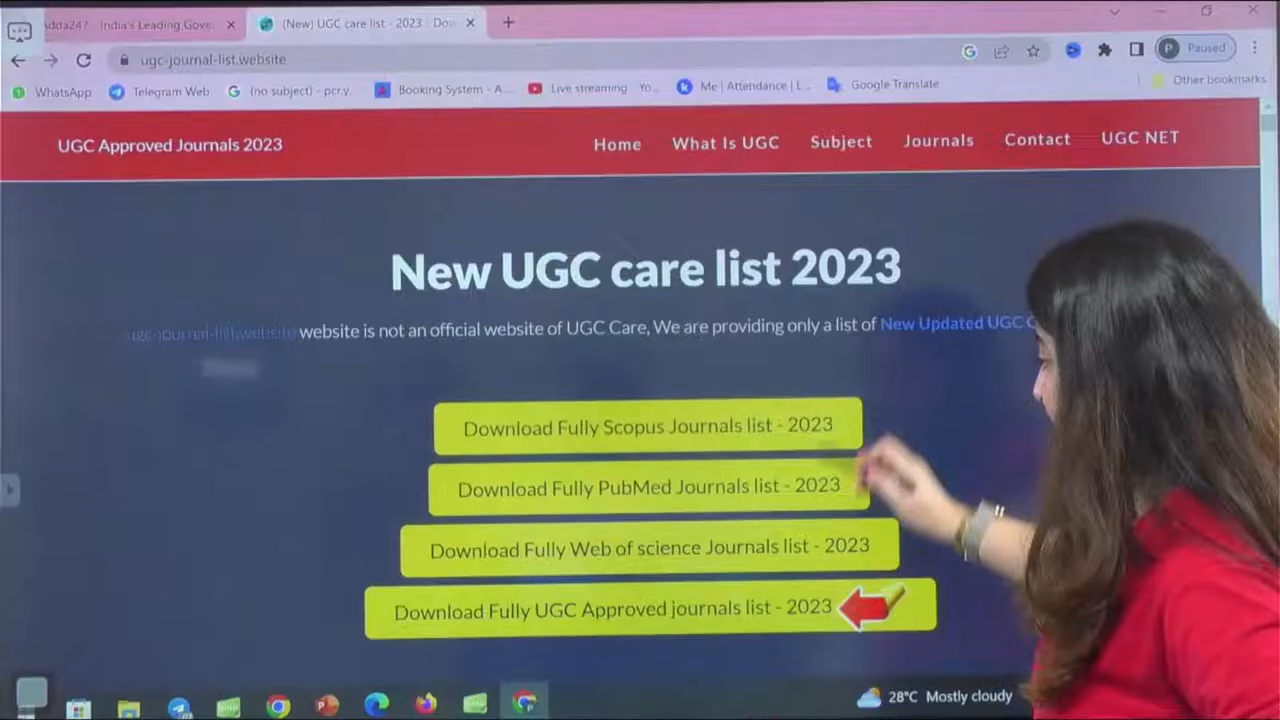 dda247 - India's Leading Gove
(New) UGC care list - 2023 - Dow
ugc-journal-list.website
P Paused
WhatsApp
Telegram Web
(no subject) - pcr.y...
Booking System - A...
Live streaming Yo...
Me | Attendance | L...
Google Translate
Other bookmarks
UGC Approved Journals 2023
Home
What Is UGC
Subject
Journals
Contact
UGC NET
New UGC care list 2023
ugc-journal-list.website website is not an official website of UGC Care, We are providing only a list of New Updated UGC
Download Fully Scopus Journals list - 2023
Download Fully PubMed Journals list - 2023
Download Fully Web of science Journals list - 2023
Download Fully UGC Approved journals list - 2023
28°C Mostly cloudy